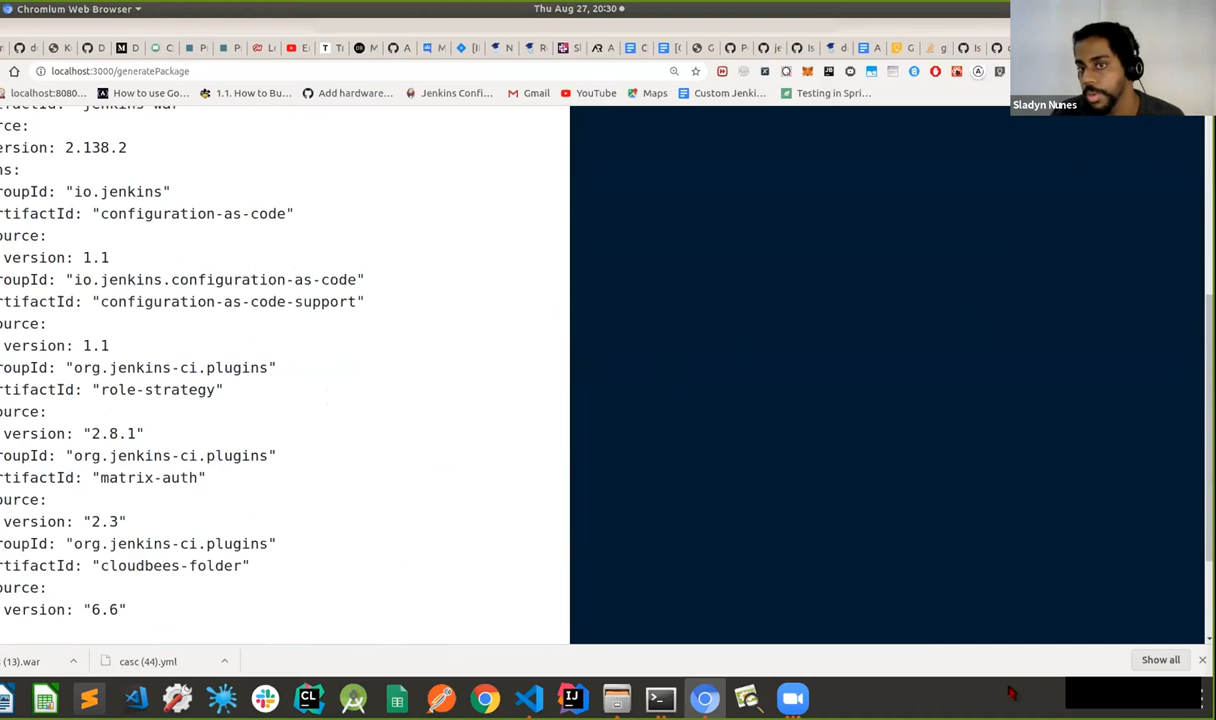 Chromium Web Browser
Thu Aug 27, 20:30
localhost:3000/generatePackage
localhost:8080... How to use Go... 1.1. How to Bu... Add hardware... Jenkins Confi... Gmail YouTube Maps Custom Jenki... Testing in Spri...
Sladyn Nunes
rce:
ersion: 2.138.2
ns:
roupId: "io.jenkins"
rtifactId: "configuration-as-code"
ource:
version: 1.1
roupId: "io.jenkins.configuration-as-code"
rtifactId: "configuration-as-code-support"
ource:
version: 1.1
roupId: "org.jenkins-ci.plugins"
rtifactId: "role-strategy"
ource:
version: "2.8.1"
roupId: "org.jenkins-ci.plugins"
rtifactId: "matrix-auth"
ource:
version: "2.3"
roupId: "org.jenkins-ci.plugins"
rtifactId: "cloudbees-folder"
ource:
version: "6.6"
(13).war
casc (44).yml
Show all